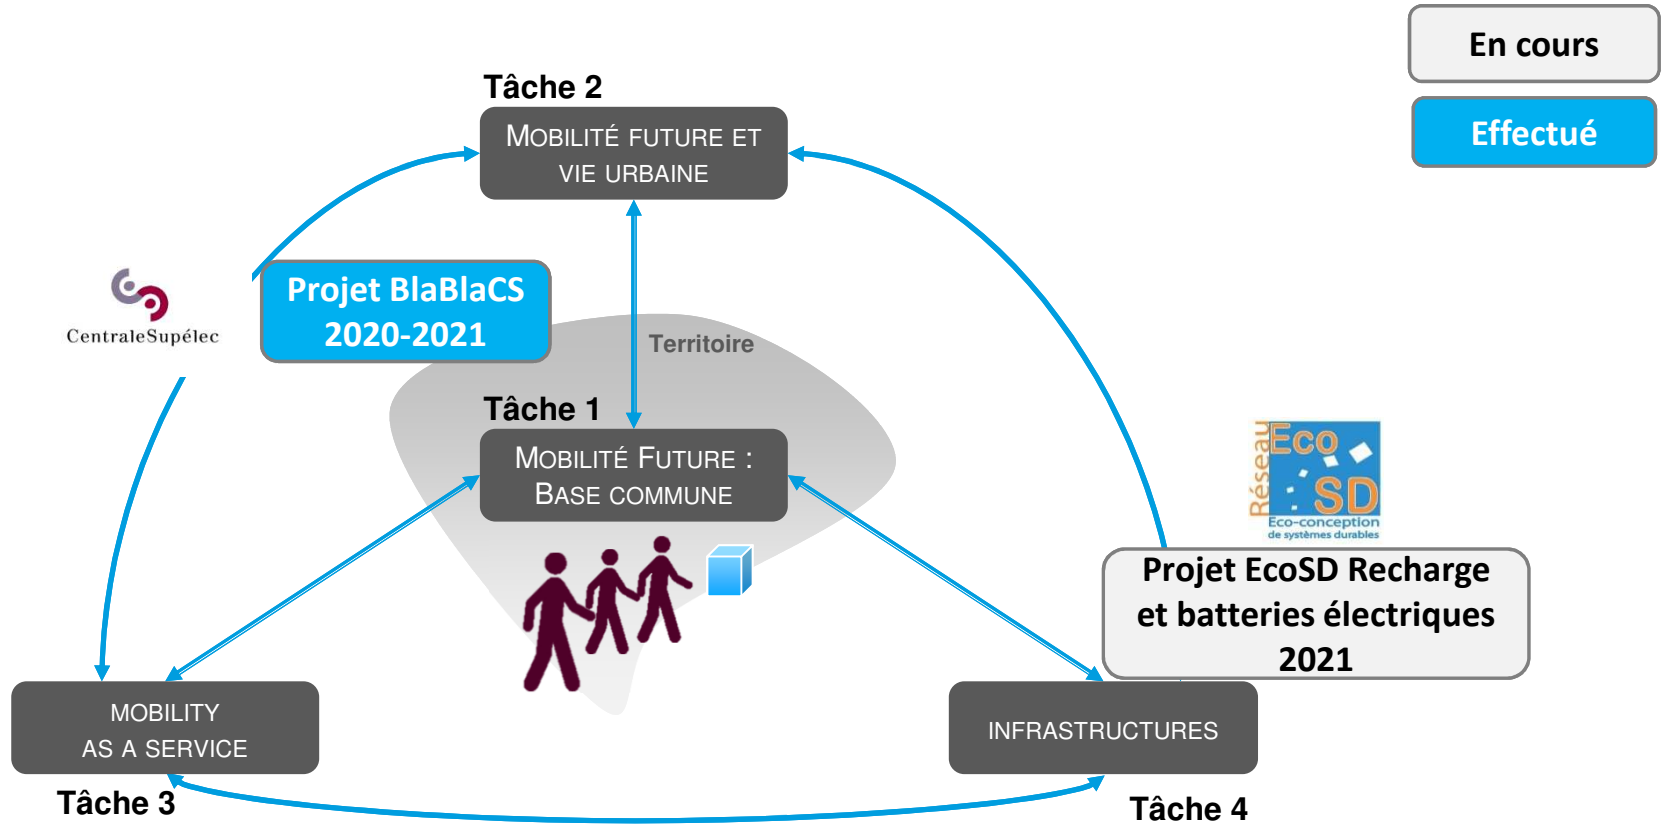 En cours
Effectué
Tâche 2
MOBILITÉ FUTURE ET
VIE URBAINE
CentraleSupélec
Projet BlaBlaCS
2020-2021
Territoire
Tâche 1
MOBILITÉ FUTURE :
BASE COMMUNE
Réseau
Eco
SD
Eco-conception
de systèmes durables
Projet EcoSD Recharge
et batteries électriques
2021
MOBILITY
AS A SERVICE
Tâche 3
INFRASTRUCTURES
Tâche 4